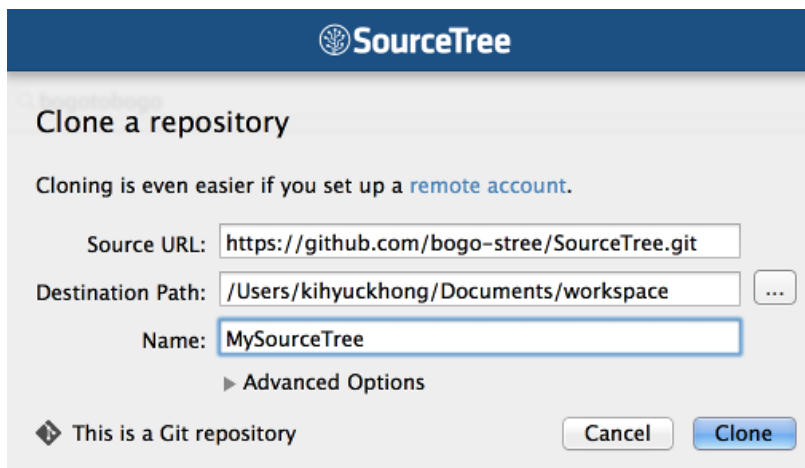 SourceTree
bogotobogo
Clone a repository
Cloning is even easier if you set up a remote account.
Source URL: https://github.com/bogo-stree/SourceTree.git
Destination Path: /Users/kihyuckhong/Documents/workspace ...
Name: MySourceTree
Advanced Options
This is a Git repository Cancel Clone